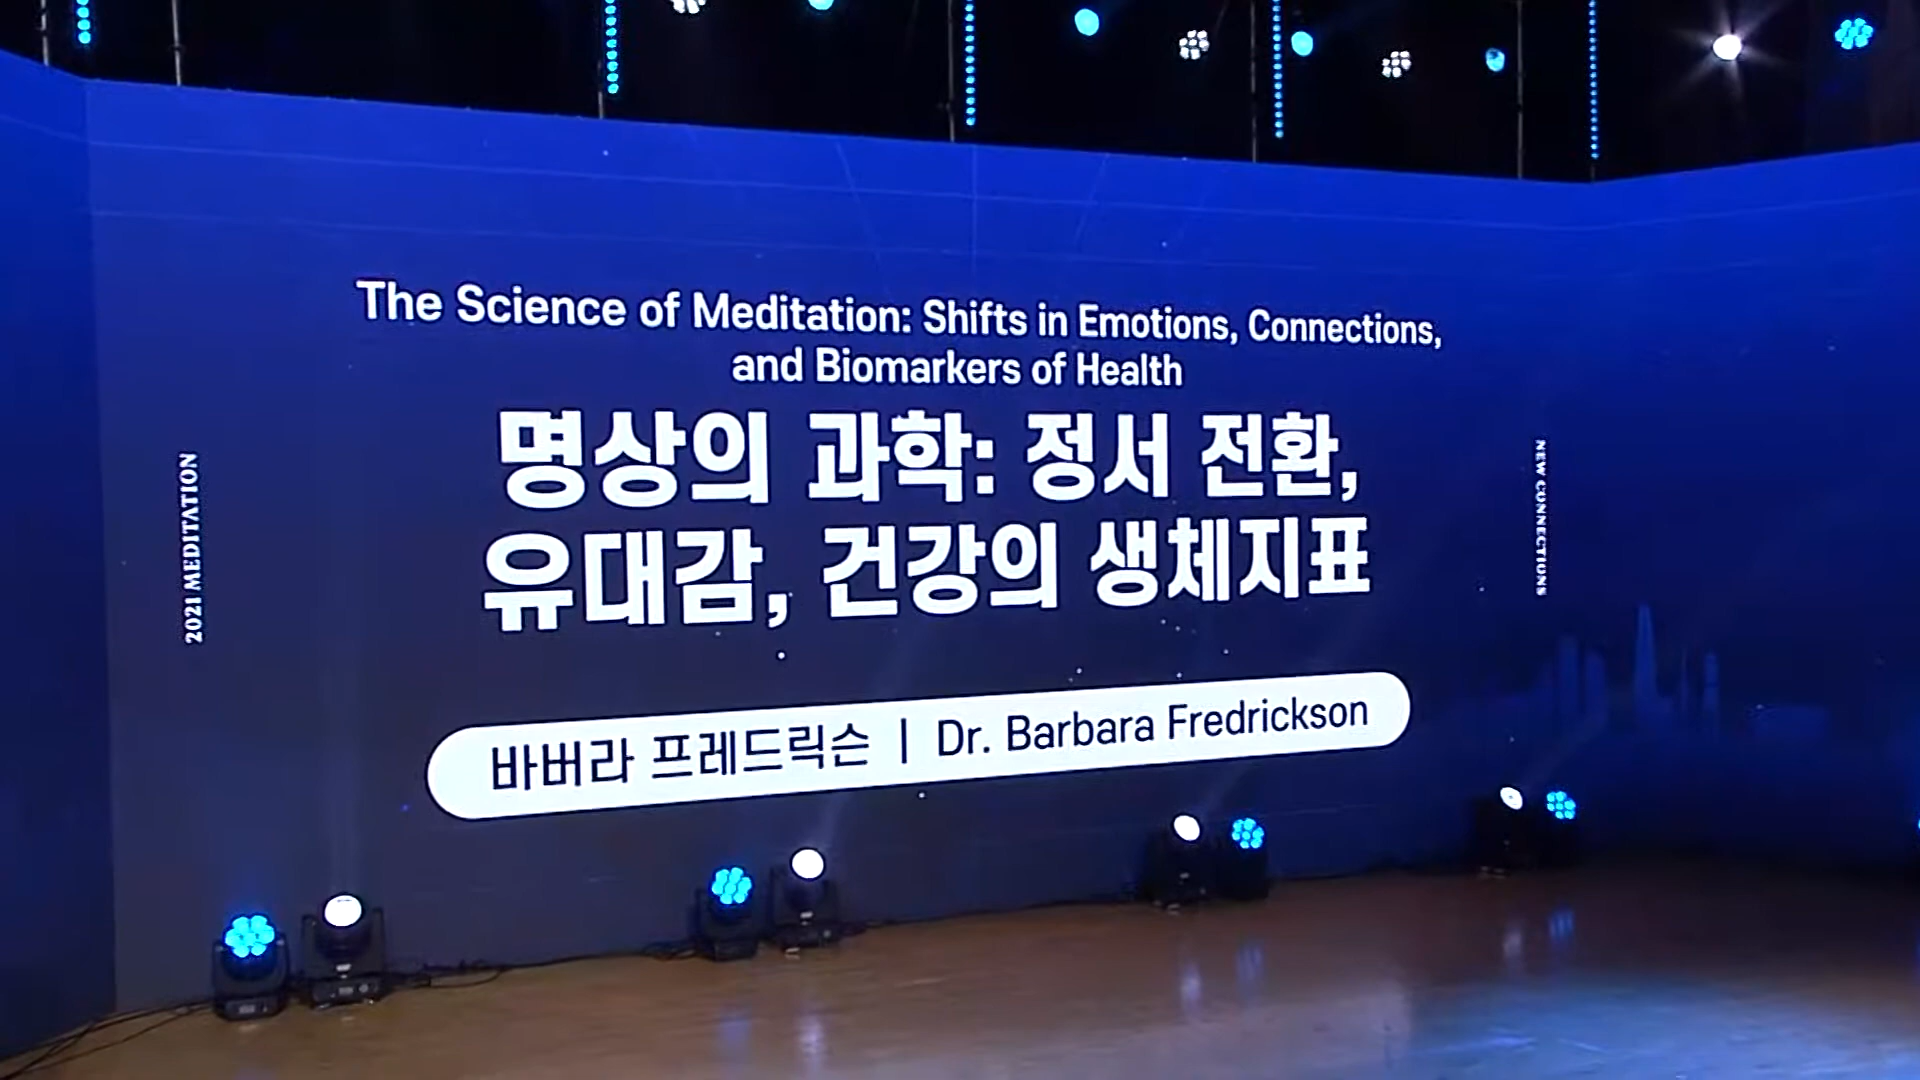 The Science of Meditation: Shifts in Emotions, Connections,
and Biomarkers of Health
명상의 과학: 정서 전환,
유대감, 건강의 생체지표
2021 MEDITATION
NEW CONNECTIONS
바버라 프레드릭슨 | Dr. Barbara Fredrickson